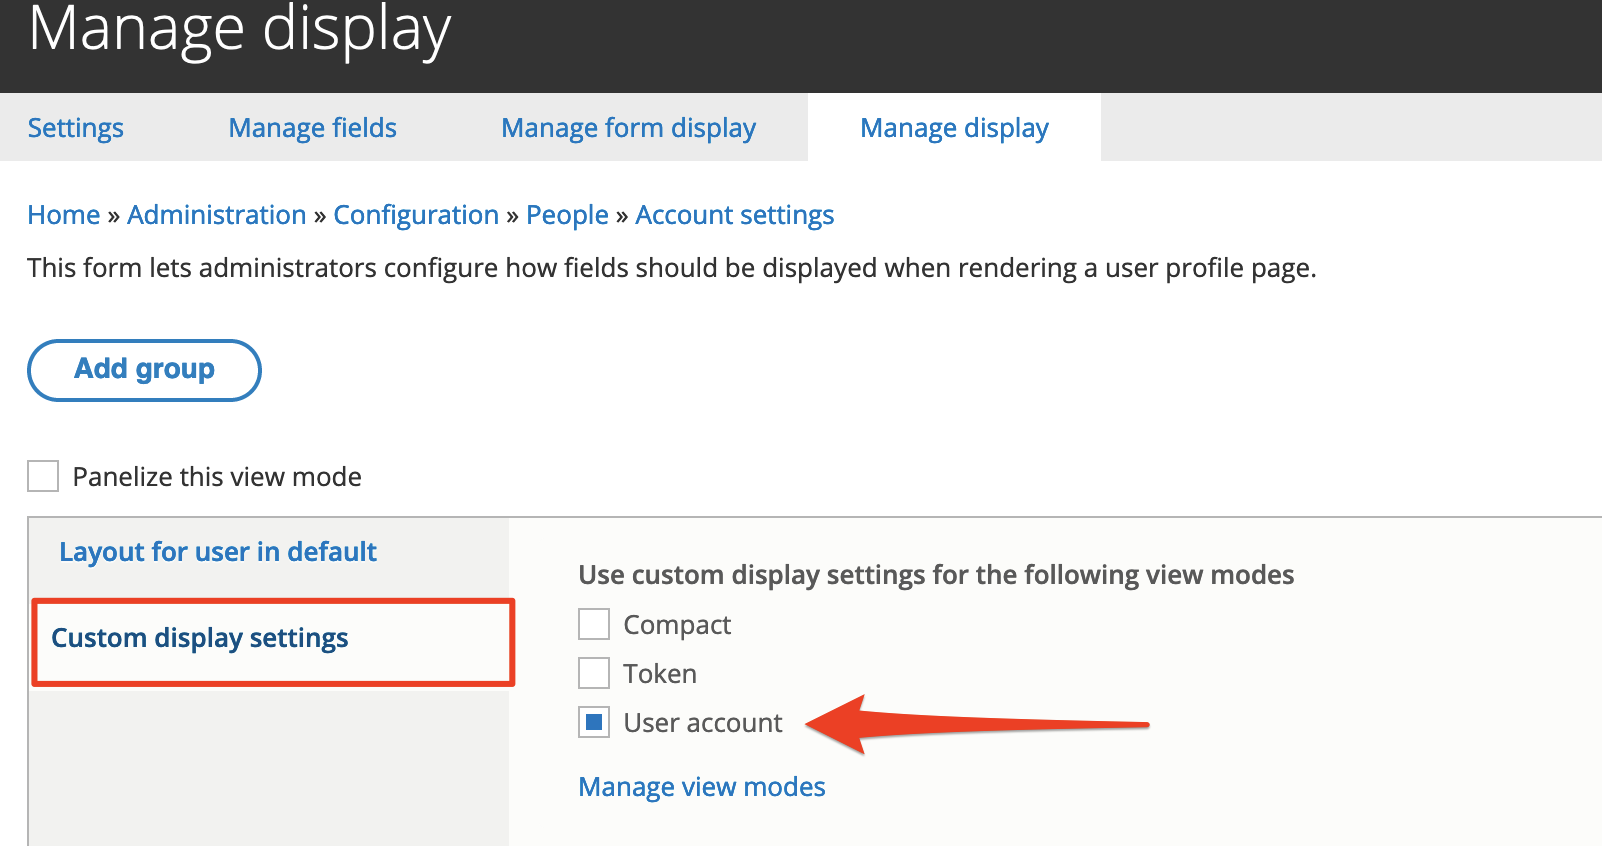 Manage display
Settings Manage fields Manage form display Manage display
Home » Administration » Configuration » People » Account settings
This form lets administrators configure how fields should be displayed when rendering a user profile page.
Add group
Panelize this view mode
Layout for user in default
Custom display settings
Use custom display settings for the following view modes
Compact
Token
User account
Manage view modes